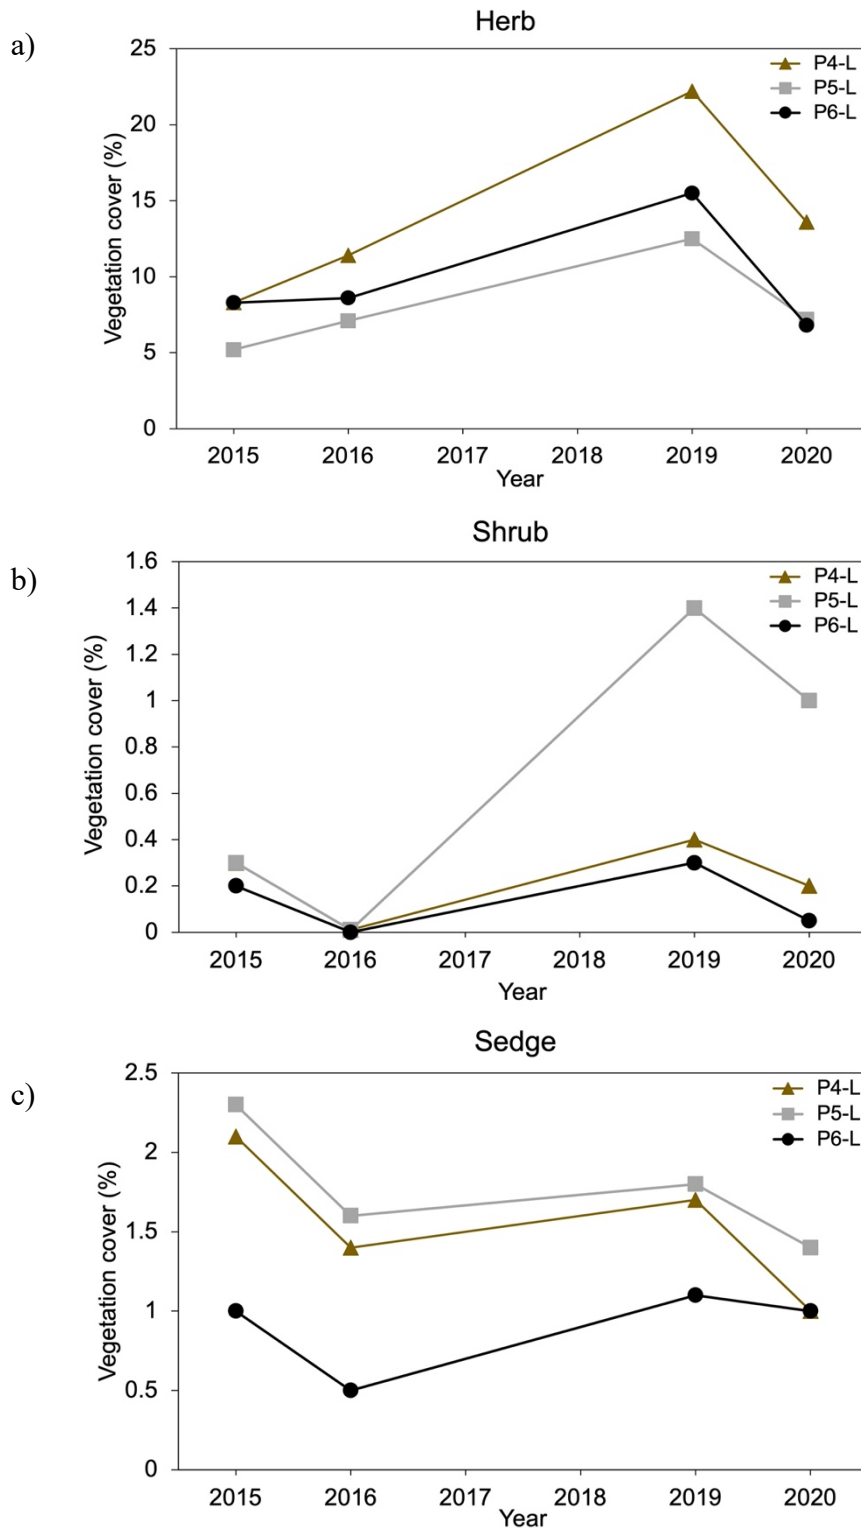 a)
Herb
P4-L
P5-L
P6-L
Vegetation cover (%)
25
20
15
10
5
0
2015 2016 2017 2018 2019 2020
Year
b)
Shrub
P4-L
P5-L
P6-L
Vegetation cover (%)
1.6
1.4
1.2
1
0.8
0.6
0.4
0.2
0
2015 2016 2017 2018 2019 2020
Year
c)
Sedge
P4-L
P5-L
P6-L
Vegetation cover (%)
2.5
2
1.5
1
0.5
0
2015 2016 2017 2018 2019 2020
Year